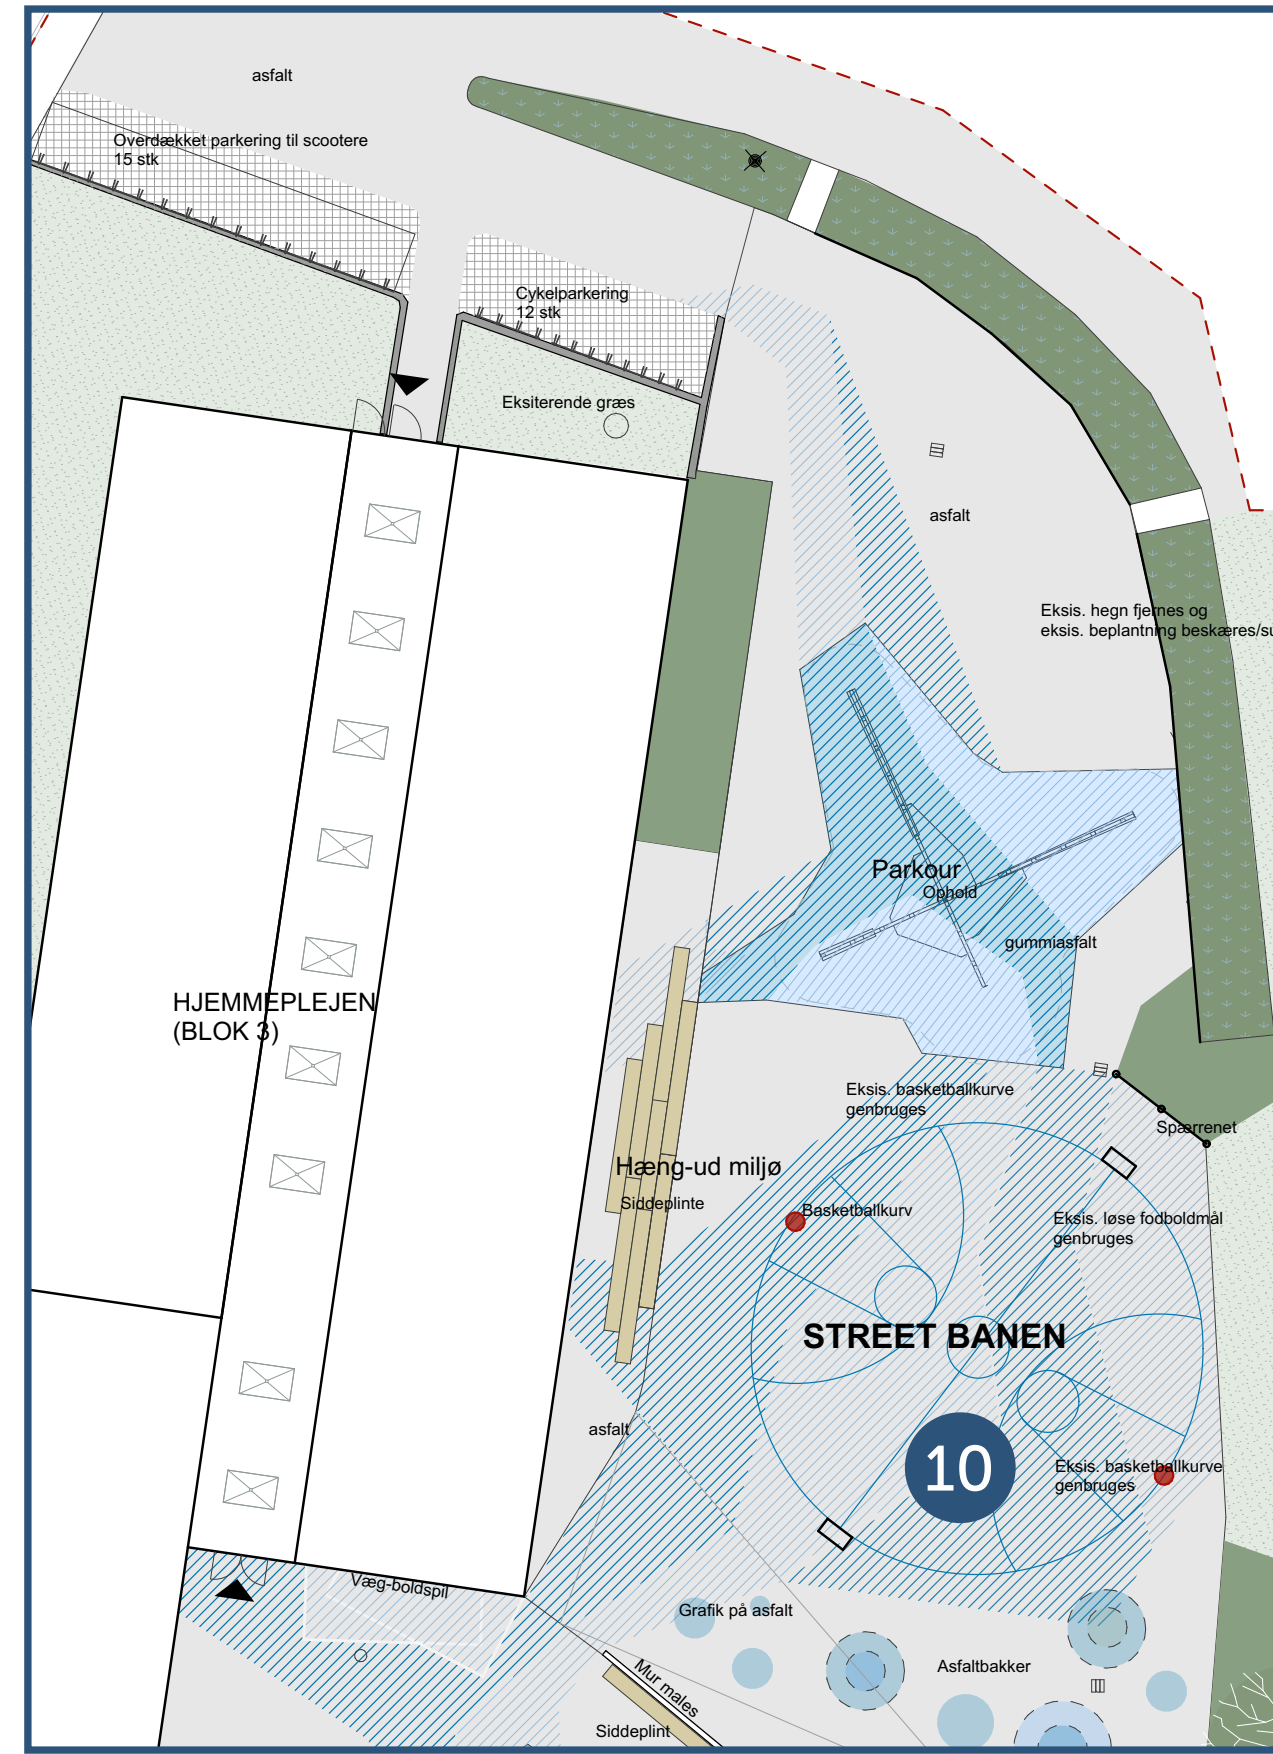 asfalt
Overdækket parkering til scootere
15 stk
Cykelparkering
12 stk
Eksiterende græs
asfalt
Eksis. hegn fjernes og
eksis. beplantning beskæres/su
Parkour
Ophold
gummiasfalt
HJEMMEPLEJEN
(BLOK 3)
Eksis. basketballkurve
genbruges
Spærrenet
Hæng-ud miljø
Siddeplinte
Basketballkurv
Eksis. løse fodboldmål
genbruges
STREET BANEN
asfalt
10
Eksis. basketballkurve
genbruges
Væg-boldspil
Grafik på asfalt
Mur males
Asfaltbakker
Siddeplint